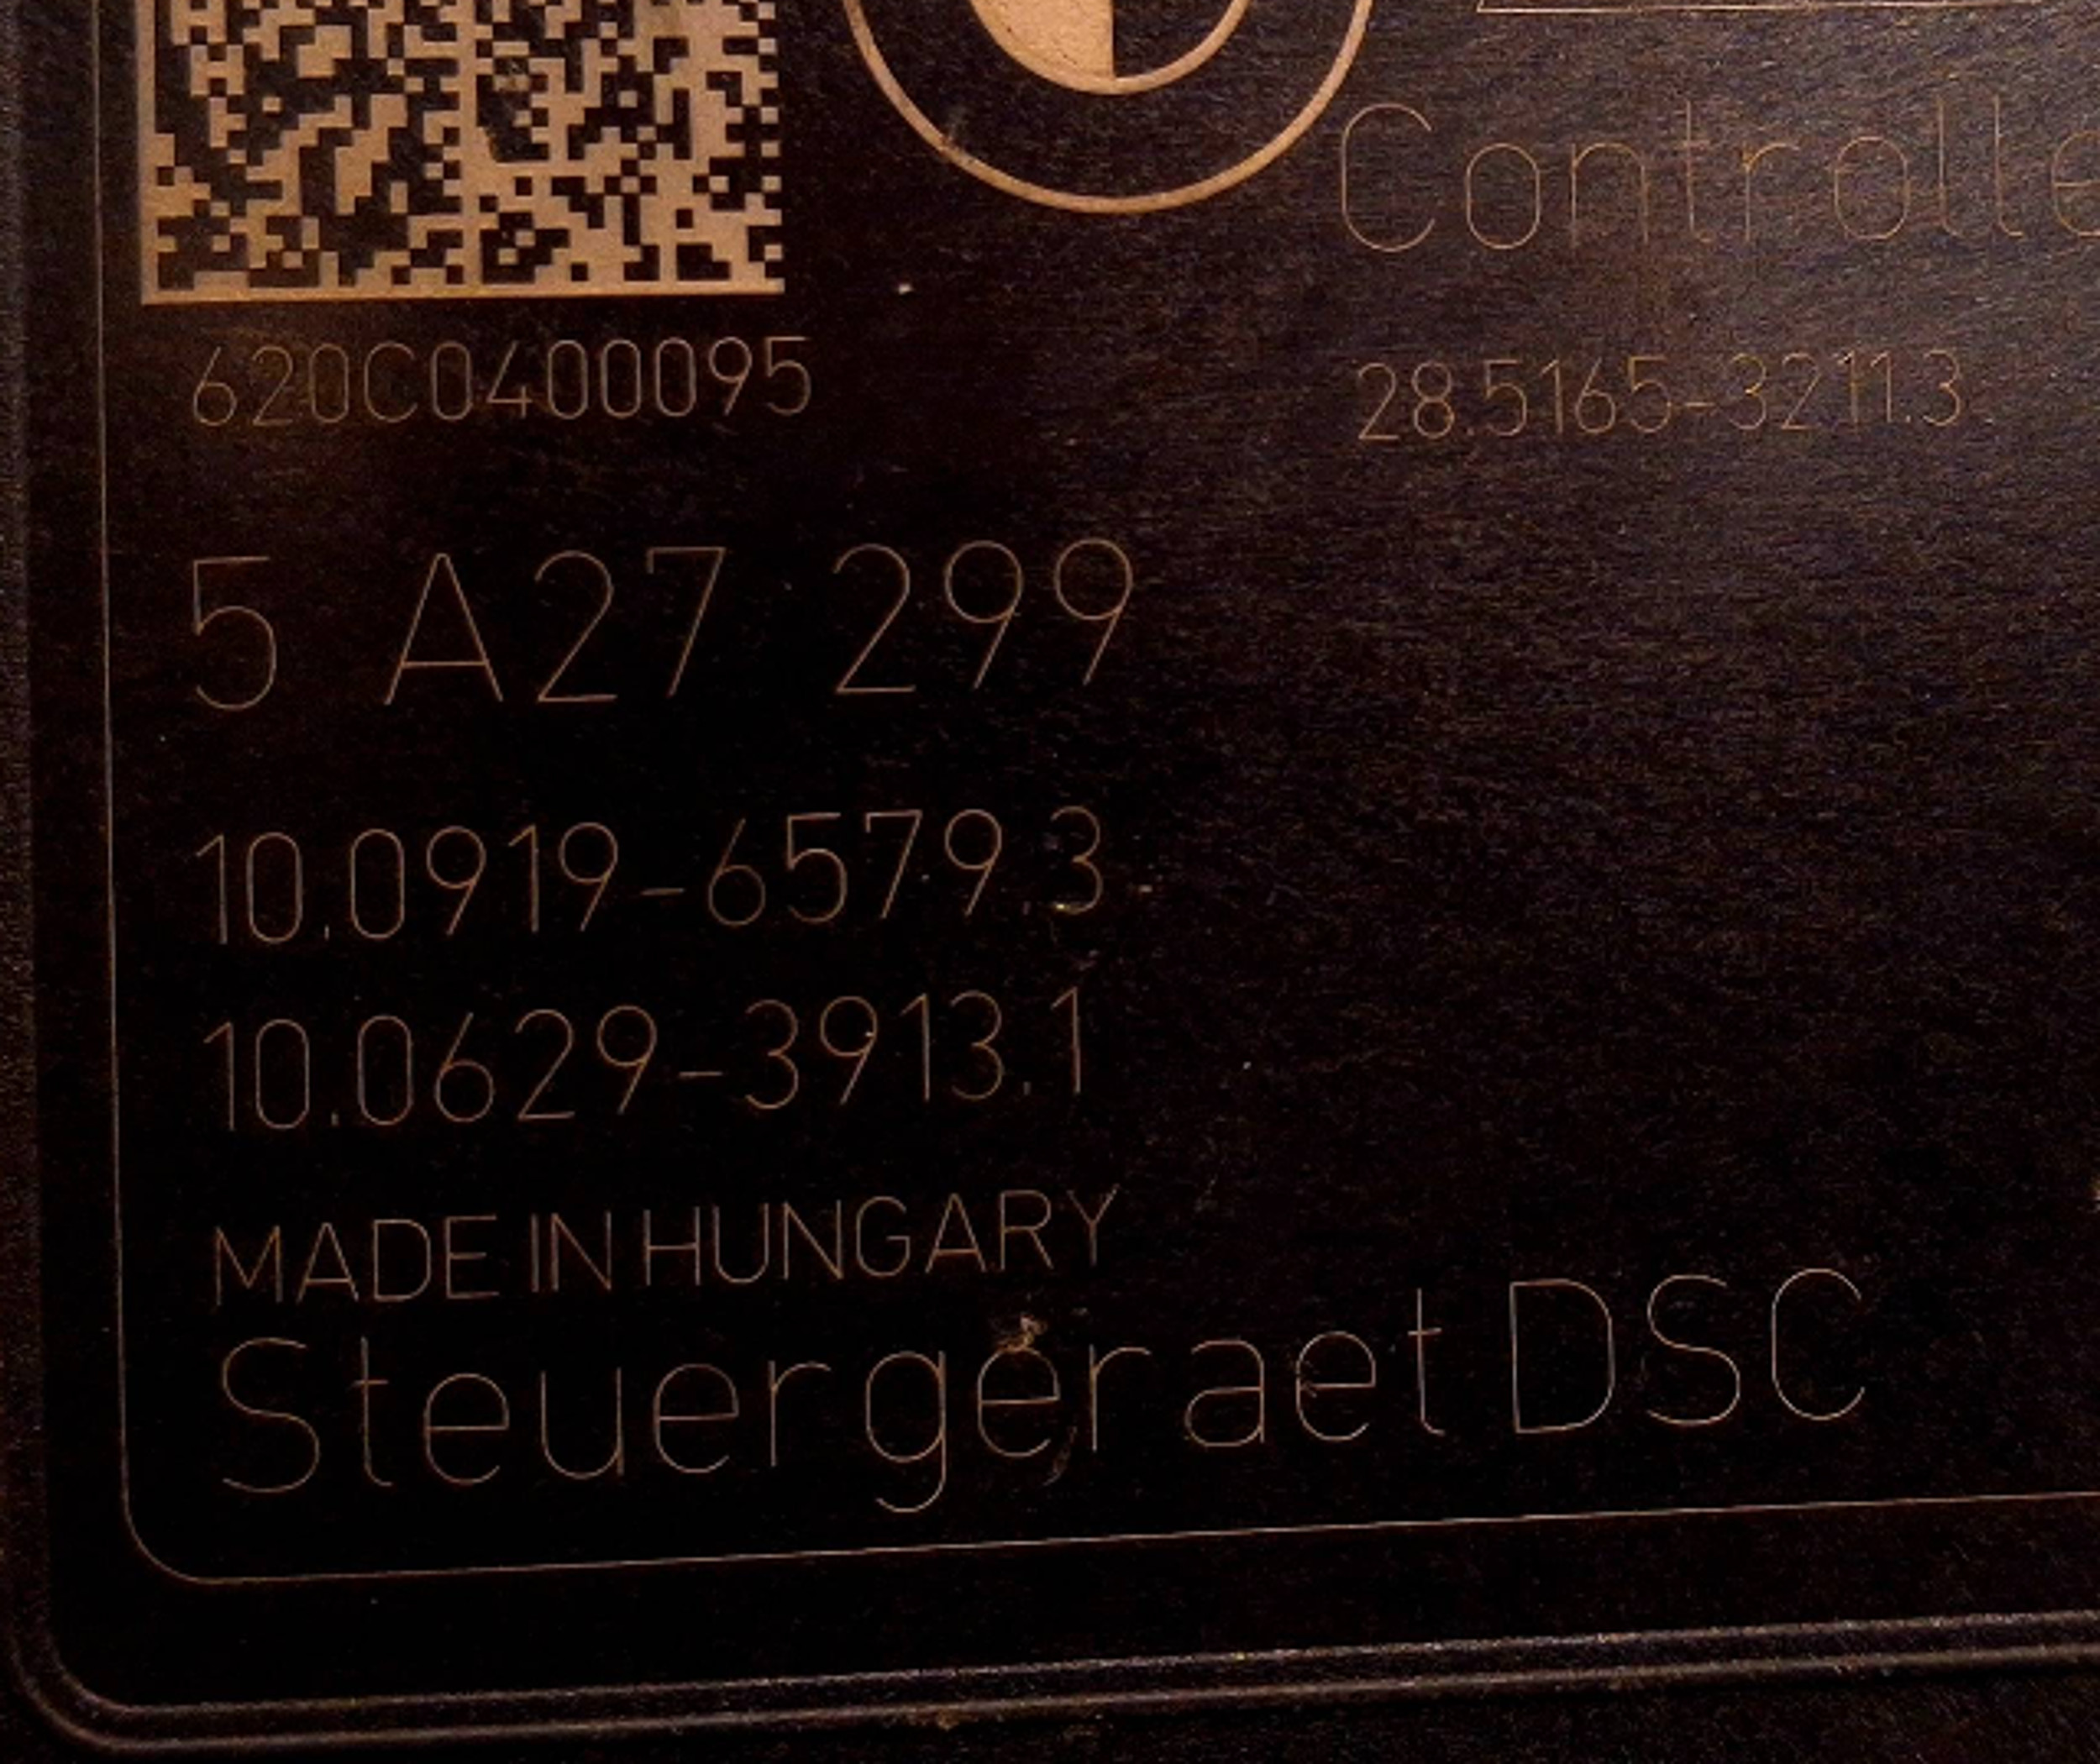 Controlle
620C0400095
28.5165-3211.3
5 A27 299
10.0919-6579.3
10.0629-3913.1
MADE IN HUNGARY
Steuergeraet DSC